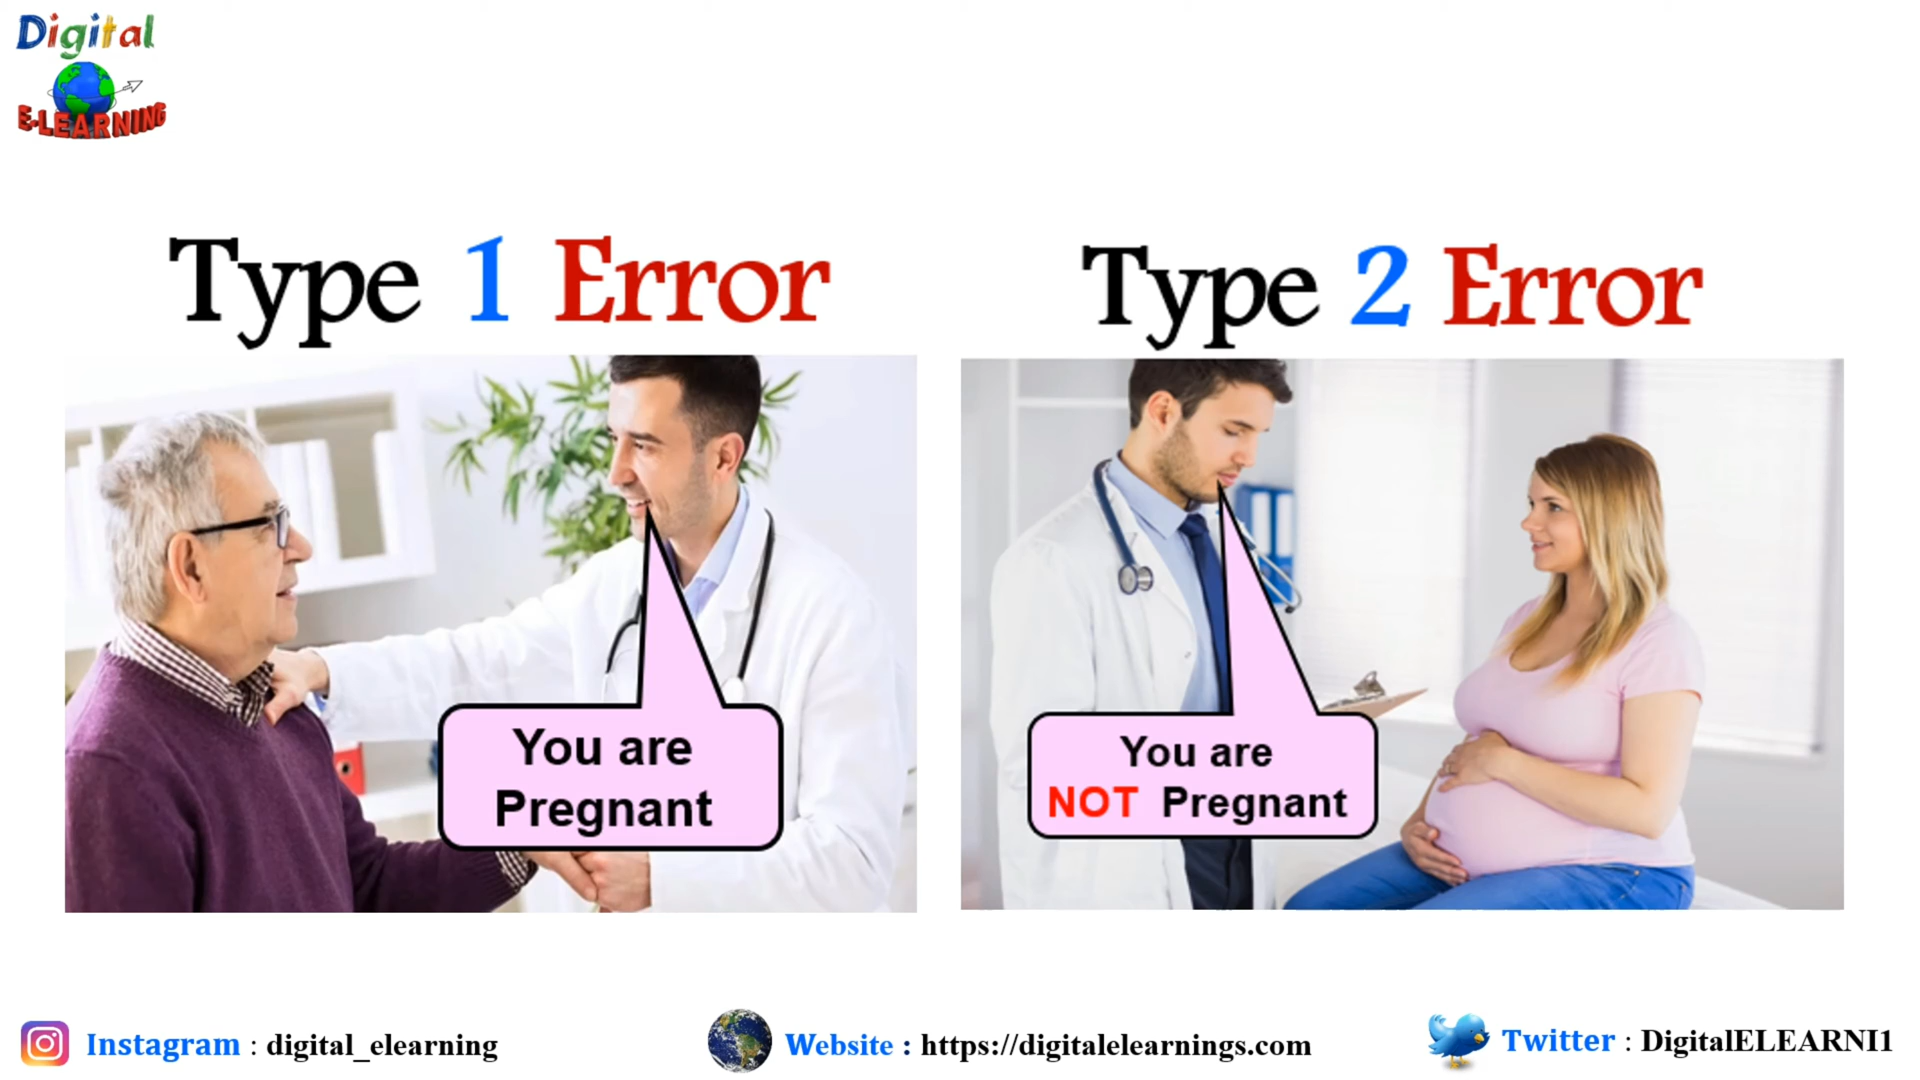 Digital
E-LEARNING
Type 1 Error
Type 2 Error
You are
Pregnant
You are
NOT Pregnant
Instagram : digital_elearning
Website : https://digitalelearnings.com
Twitter : DigitalELEARNI1